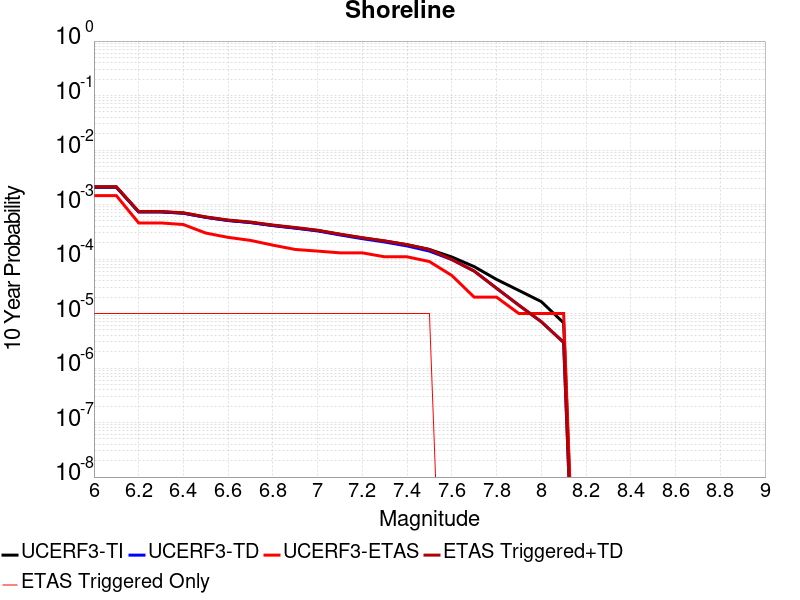 Shoreline
10 0
10 -1
10 -2
10 -3
10 -4
10 -5
10 -6
10 -7
10 -8
10 Year Probability
6 6.2 6.4 6.6 6.8 7 7.2 7.4 7.6 7.8 8 8.2 8.4 8.6 8.8 9
Magnitude
UCERF3-TI UCERF3-TD UCERF3-ETAS ETAS Triggered+TD
ETAS Triggered Only